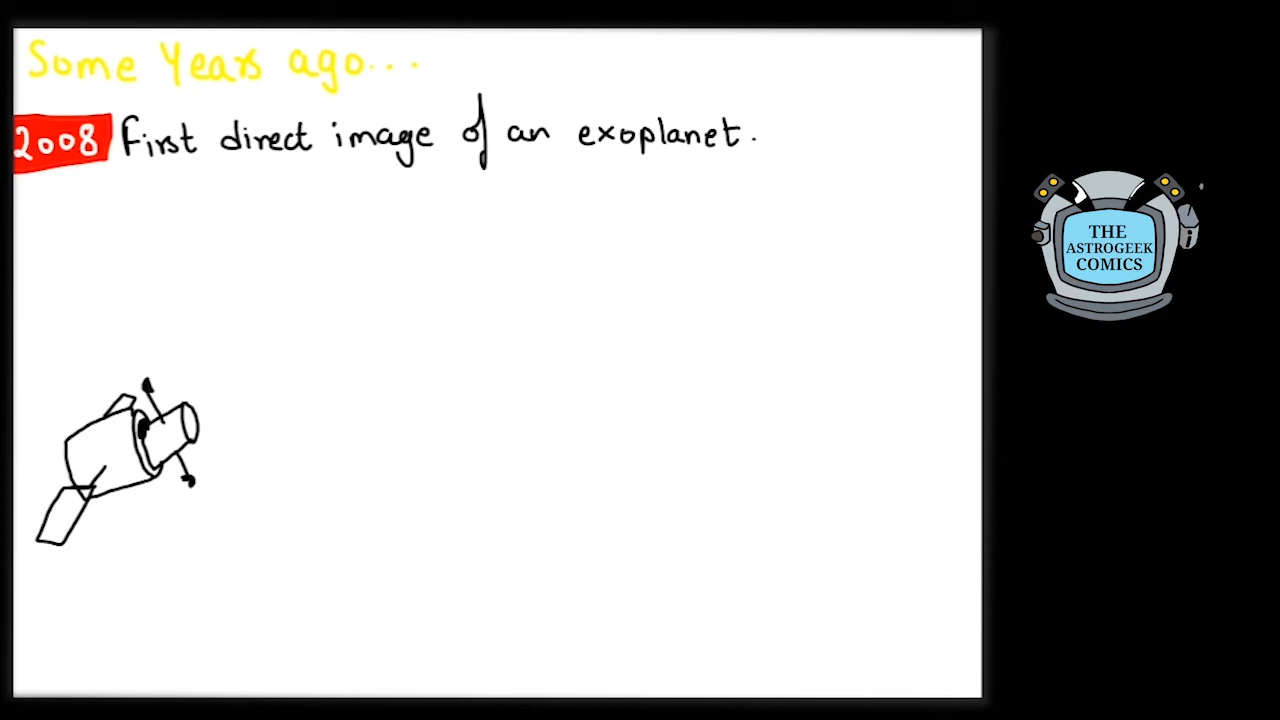 Some Years ago...
2008 First direct image of an exoplanet.
THE
ASTROGEEK
COMICS